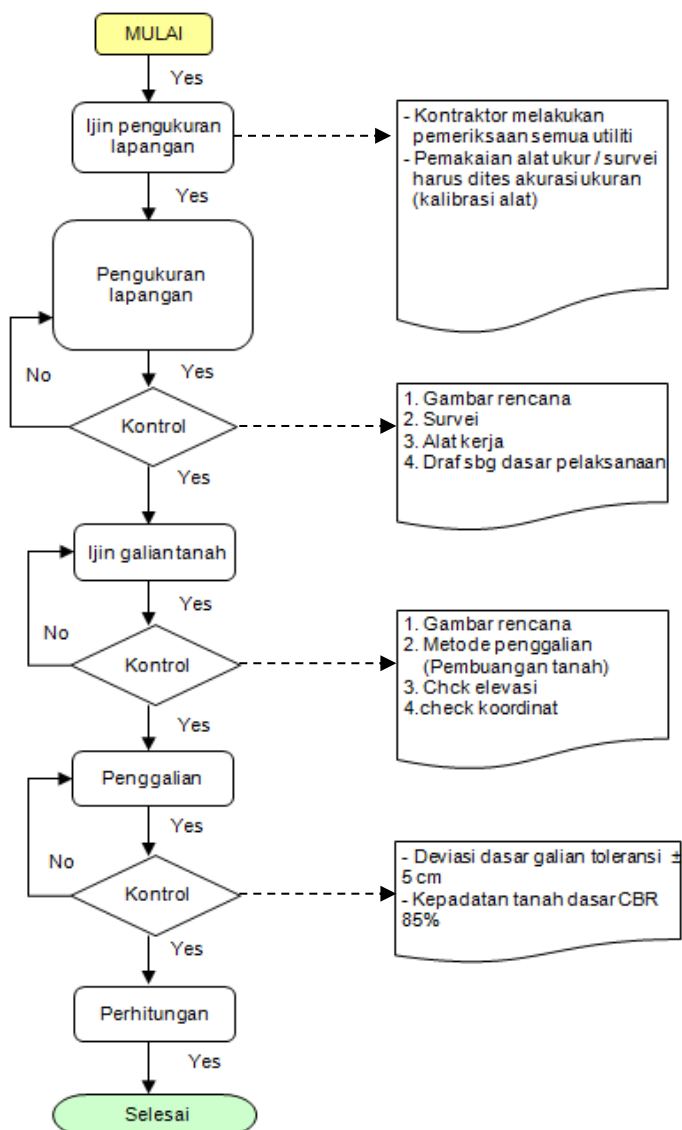 MULAI
Yes
Ijin pengukuran
lapangan
- Kontraktor melakukan
pemeriksaan semua utiliti
- Pemakaian alat ukur / survei
harus dites akurasi ukuran
(kalibrasi alat)
Yes
Pengukuran
lapangan
No
Yes
Kontrol
1. Gambar rencana
2. Survei
3. Alat kerja
4. Draf sbg dasar pelaksanaan
Yes
Ijin galian tanah
Yes
No
Kontrol
1. Gambar rencana
2. Metode penggalian
(Pembuangan tanah)
3. Chck elevasi
4.check koordinat
Yes
Penggalian
Yes
No
Kontrol
- Deviasi dasar galian toleransi ±
5 cm
- Kepadatan tanah dasar CBR
85%
Yes
Perhitungan
Yes
Selesai